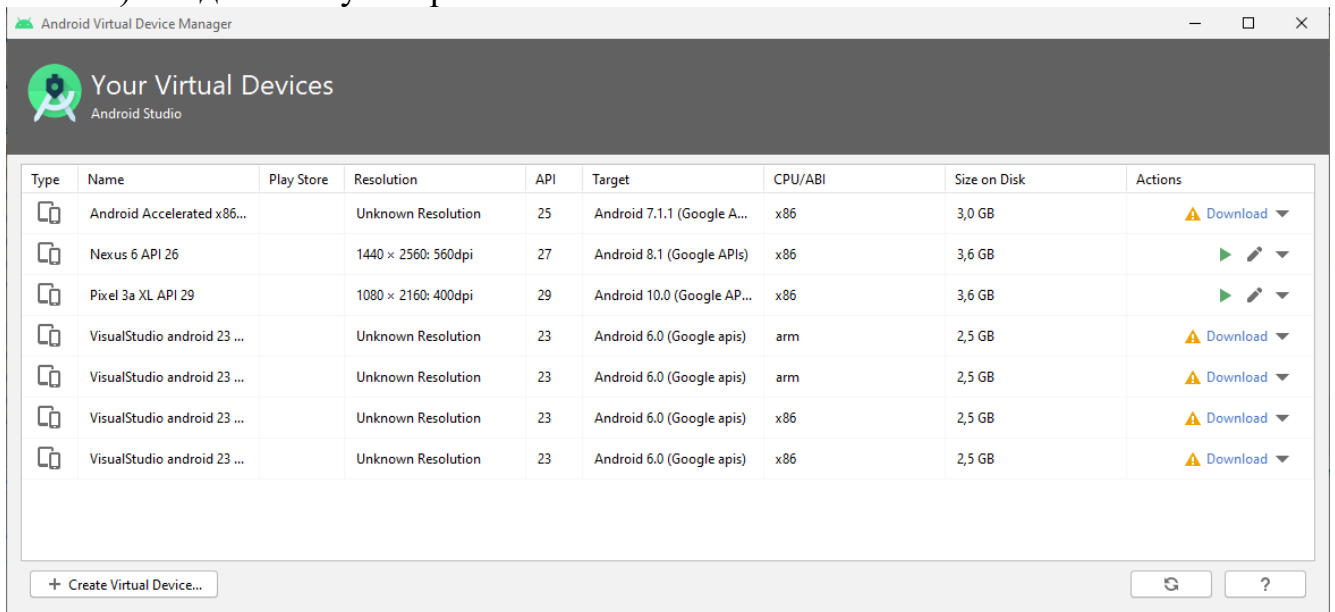 Android Virtual Device Manager
Your Virtual Devices
Android Studio
Type Name Play Store Resolution API Target CPU/ABI Size on Disk Actions
Android Accelerated x86... Unknown Resolution 25 Android 7.1.1 (Google A... x86 3,0 GB Download
Nexus 6 API 26 1440 × 2560: 560dpi 27 Android 8.1 (Google APIs) x86 3,6 GB
Pixel 3a XL API 29 1080 × 2160: 400dpi 29 Android 10.0 (Google AP... x86 3,6 GB
VisualStudio android 23 ... Unknown Resolution 23 Android 6.0 (Google apis) arm 2,5 GB Download
VisualStudio android 23 ... Unknown Resolution 23 Android 6.0 (Google apis) arm 2,5 GB Download
VisualStudio android 23 ... Unknown Resolution 23 Android 6.0 (Google apis) x86 2,5 GB Download
VisualStudio android 23 ... Unknown Resolution 23 Android 6.0 (Google apis) x86 2,5 GB Download
+ Create Virtual Device... ?